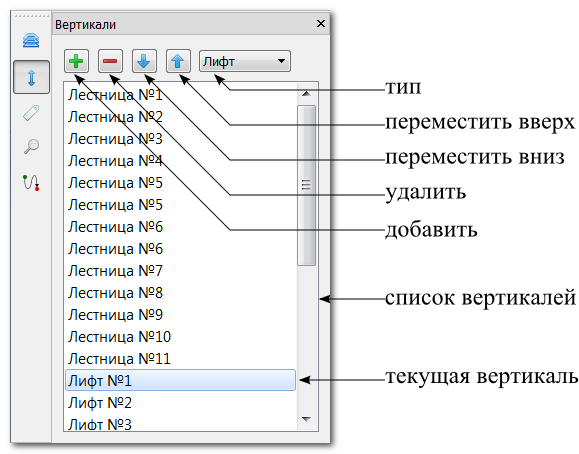 Вертикали
Лифт
Лестница №1
Лестница №2
Лестница №3
Лестница №4
Лестница №5
Лестница №5
Лестница №6
Лестница №6
Лестница №7
Лестница №8
Лестница №9
Лестница №10
Лестница №11
Лифт №1
Лифт №2
Лифт №3
тип
переместить вверх
переместить вниз
удалить
добавить
список вертикалей
текущая вертикаль